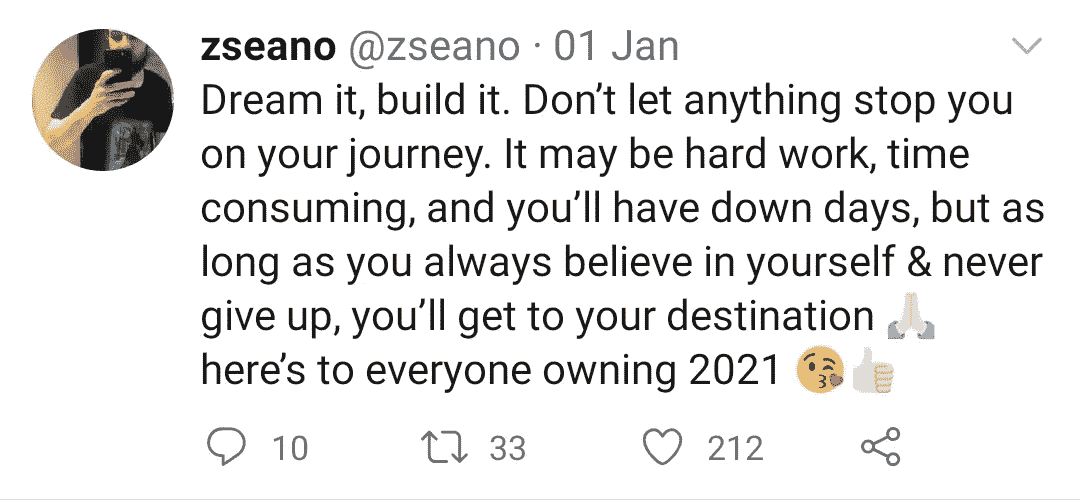 zseano @zseano · 01 Jan
Dream it, build it. Don’t let anything stop you
on your journey. It may be hard work, time
consuming, and you’ll have down days, but as
long as you always believe in yourself & never
give up, you’ll get to your destination 🙏🏻
here’s to everyone owning 2021 😘👍🏻
10 33 212